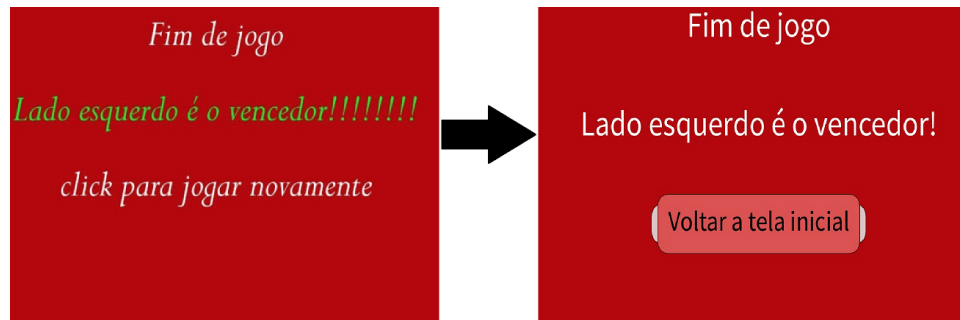 Fim de jogo
Lado esquerdo é o vencedor!!!!!!!!
click para jogar novamente
Fim de jogo
Lado esquerdo é o vencedor!
Voltar a tela inicial